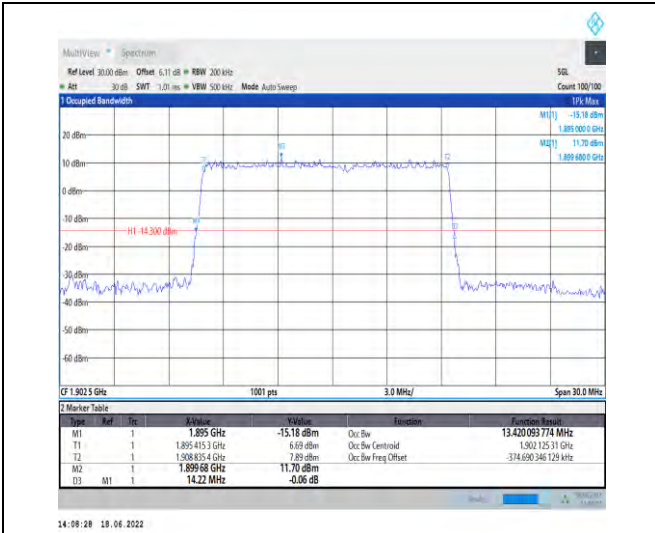 MultiView Spectrum
Ref Level 30.00 dBm Offset 6.11 dB RBW 200 kHz SGL
Att 30 dB SWT 1.01 ms VBW 500 kHz Mode Auto Sweep Count 100/100
1 Occupied Bandwidth 1Pk Max
M1[1] -15.18 dBm
1.895 000 0 GHz
M2[1] 11.70 dBm
1.899 680 0 GHz
20 dBm
M2
T1 T2
10 dBm
0 dBm
-10 dBm
M1
H1 -14.300 dBm
D3
-20 dBm
-30 dBm
-40 dBm
-50 dBm
-60 dBm
CF 1.902 5 GHz 1001 pts 3.0 MHz/ Span 30.0 MHz
2 Marker Table
Type Ref Trc X-Value Y-Value Function Function Result
M1 1 1.895 GHz -15.18 dBm Occ Bw 13.420 093 774 MHz
T1 1 1.895 415 3 GHz 6.69 dBm Occ Bw Centroid 1.902 125 31 GHz
T2 1 1.908 835 4 GHz 7.89 dBm Occ Bw Freq Offset -374.690 346 129 kHz
M2 1 1.899 68 GHz 11.70 dBm
D3 M1 1 14.22 MHz -0.06 dB
14:08:28 18.06.2022